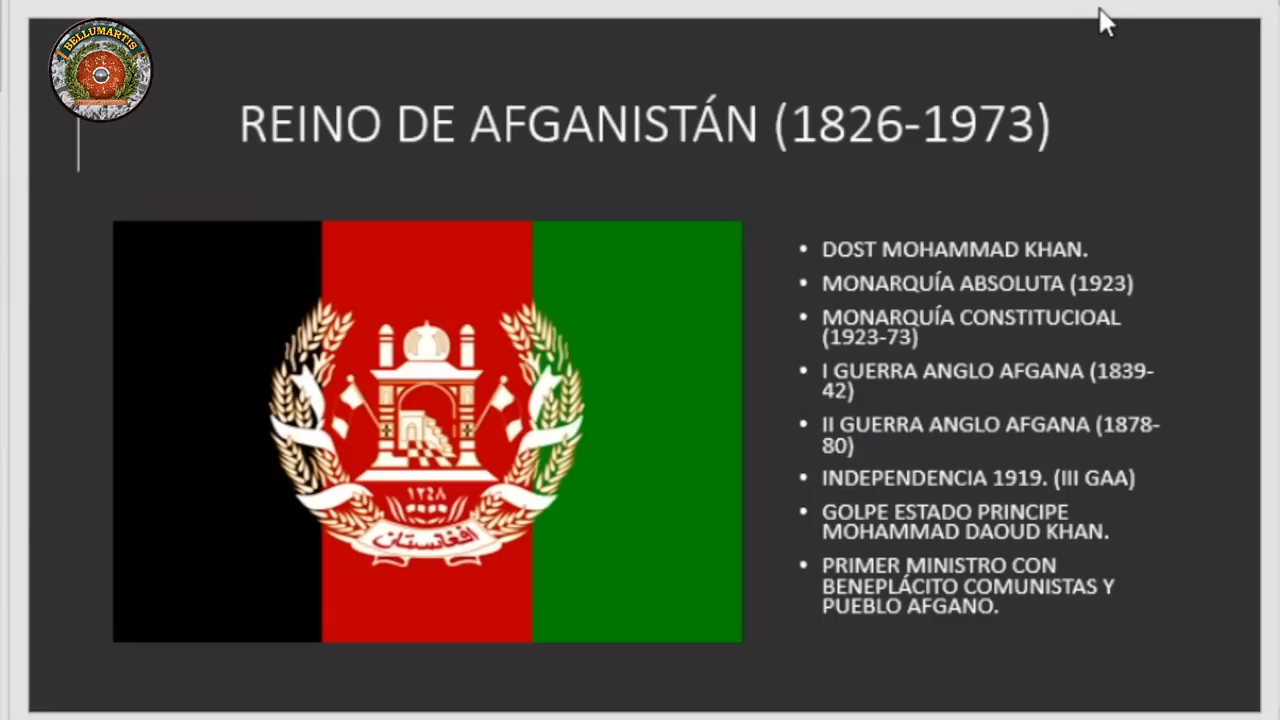 BELLUMARTIS
REINO DE AFGANISTÁN (1826-1973)
• DOST MOHAMMAD KHAN.
• MONARQUÍA ABSOLUTA (1923)
• MONARQUÍA CONSTITUCIOAL
(1923-73)
• I GUERRA ANGLO AFGANA (1839-
42)
• II GUERRA ANGLO AFGANA (1878-
80)
• INDEPENDENCIA 1919. (III GAA)
• GOLPE ESTADO PRINCIPE
MOHAMMAD DAOUD KHAN.
• PRIMER MINISTRO CON
BENEPLÁCITO COMUNISTAS Y
PUEBLO AFGANO.
١٣٤٨
افغانستان